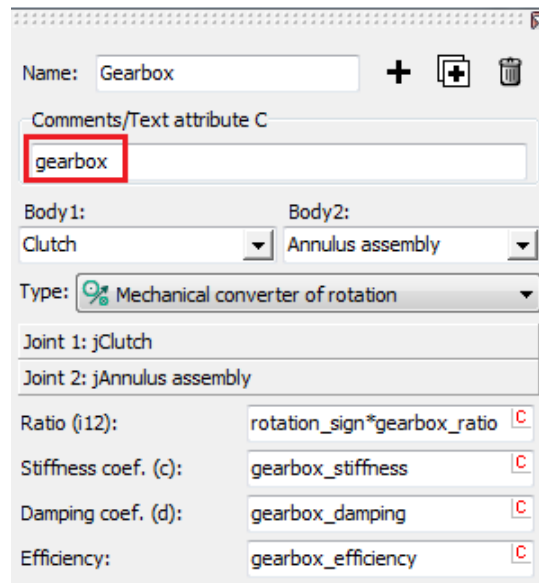 Name: Gearbox
Comments/Text attribute C
gearbox
Body1: Body2:
Clutch Annulus assembly
Type: Mechanical converter of rotation
Joint 1: jClutch
Joint 2: jAnnulus assembly
Ratio (i12): rotation_sign*gearbox_ratio C
Stiffness coef. (c): gearbox_stiffness C
Damping coef. (d): gearbox_damping C
Efficiency: gearbox_efficiency C